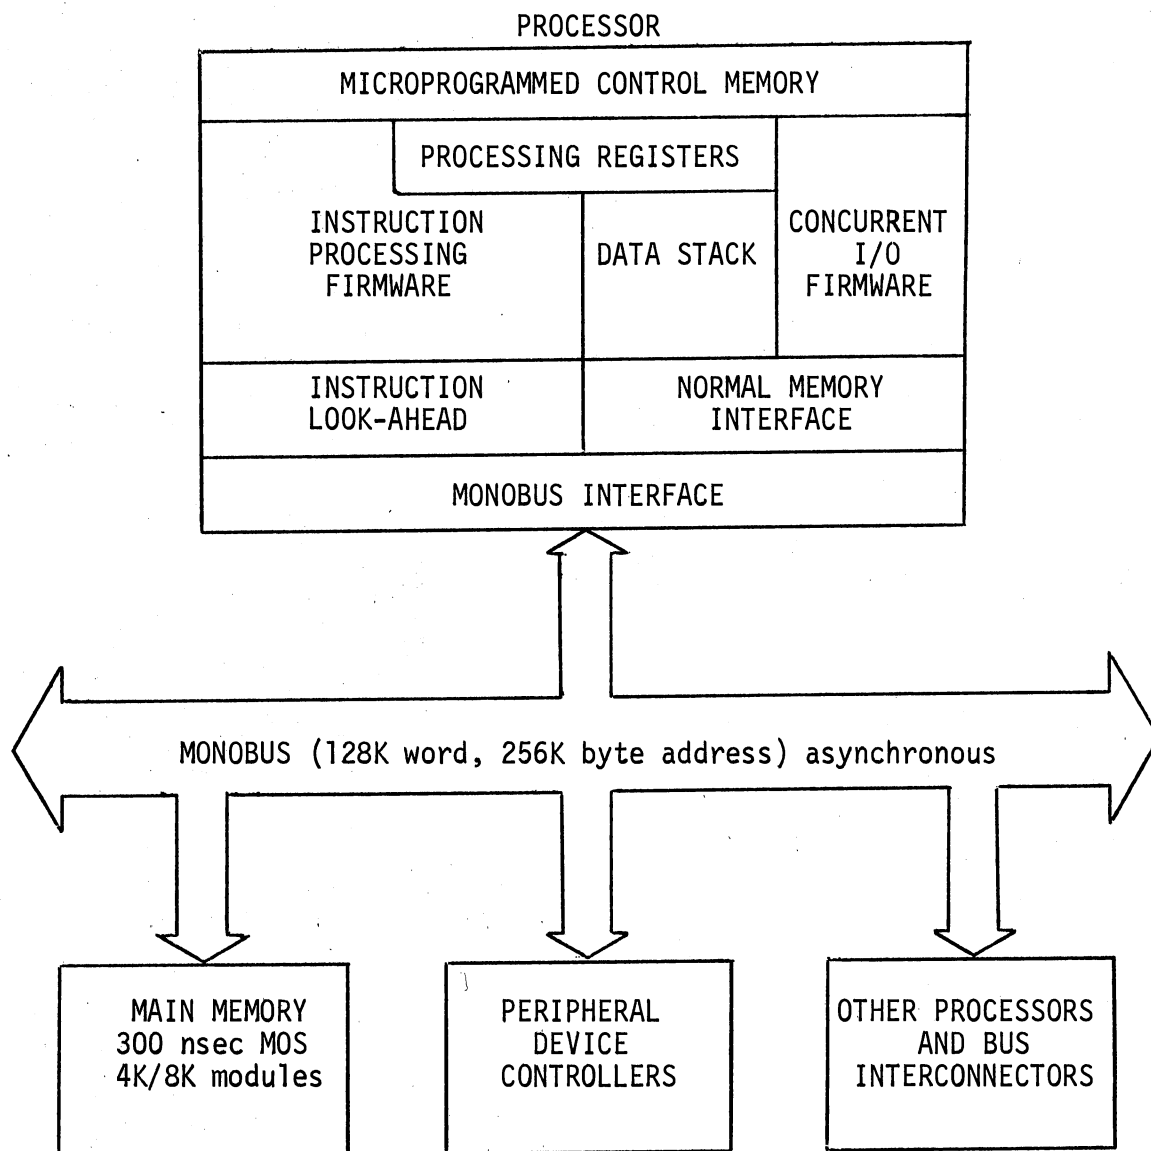 PROCESSOR
MICROPROGRAMMED CONTROL MEMORY
PROCESSING REGISTERS
INSTRUCTION
PROCESSING
FIRMWARE
DATA STACK
CONCURRENT
I/O
FIRMWARE
INSTRUCTION
LOOK-AHEAD
NORMAL MEMORY
INTERFACE
MONOBUS INTERFACE
MONOBUS (128K word, 256K byte address) asynchronous
MAIN MEMORY
300 nsec MOS
4K/8K modules
PERIPHERAL
DEVICE
CONTROLLERS
OTHER PROCESSORS
AND BUS
INTERCONNECTORS